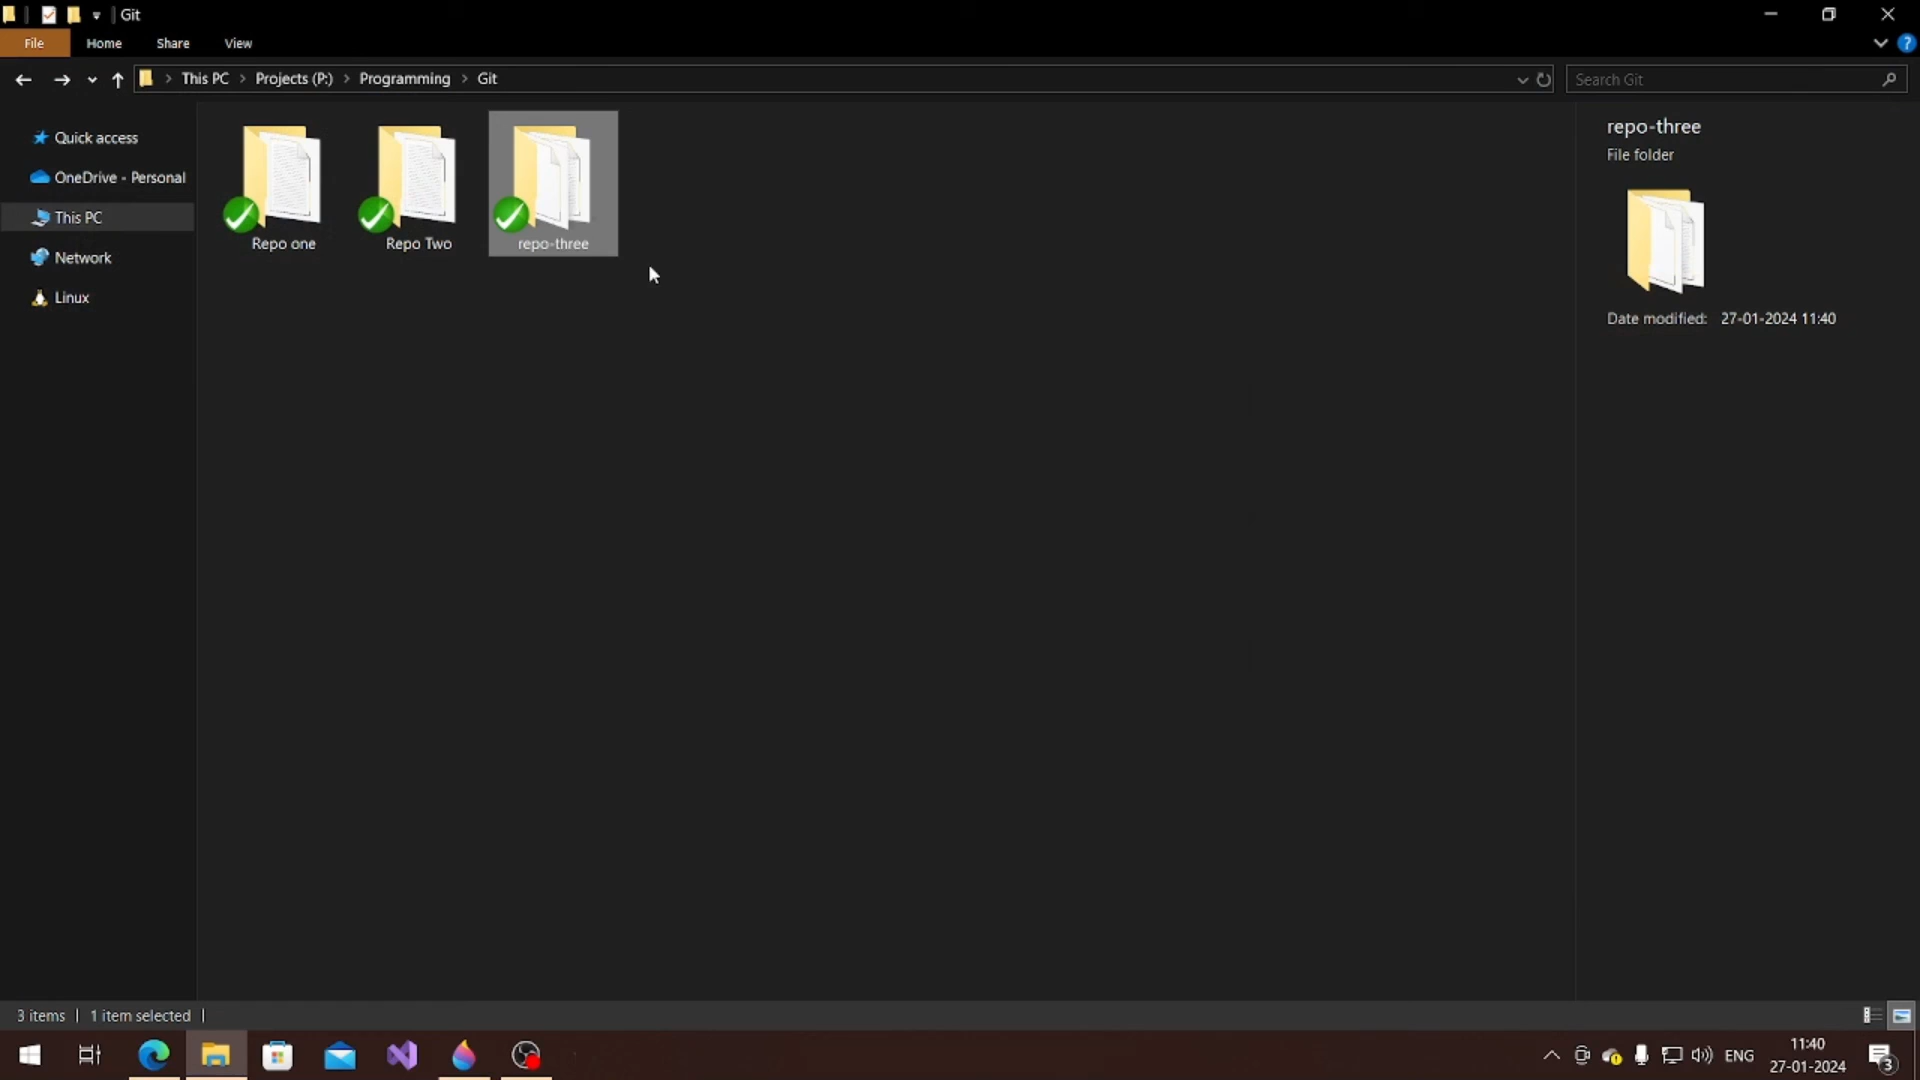 Git
File
Home
Share
View
This PC
Projects (P:)
Programming
Git
Search Git
Quick access
OneDrive - Personal
This PC
Network
Linux
Repo one
Repo Two
repo-three
repo-three
File folder
Date modified: 27-01-2024 11:40
3 items
1 item selected
ENG
11:40
27-01-2024
3